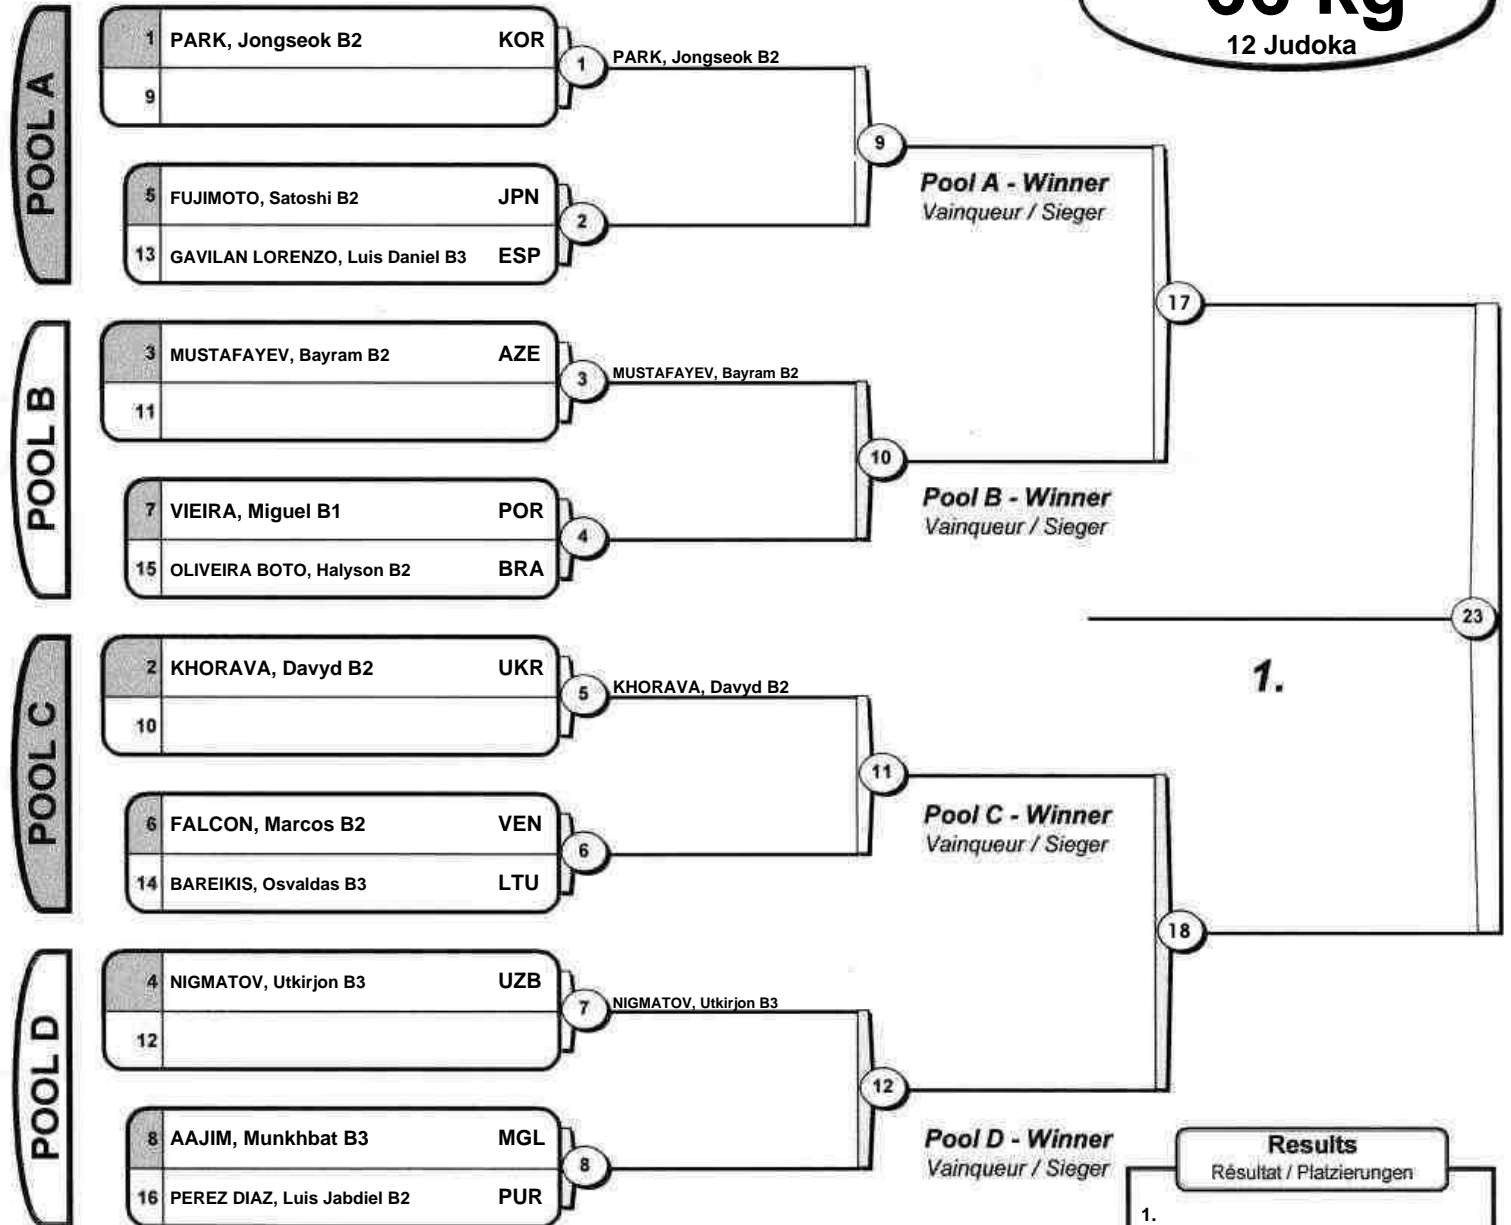 kg
12 Judoka
POOL A
1 PARK, Jongseok B2 KOR
9
1
PARK, Jongseok B2
5 FUJIMOTO, Satoshi B2 JPN
13 GAVILAN LORENZO, Luis Daniel B3 ESP
2
9
Pool A - Winner
Vainqueur / Sieger
POOL B
3 MUSTAFAYEV, Bayram B2 AZE
11
3
MUSTAFAYEV, Bayram B2
7 VIEIRA, Miguel B1 POR
15 OLIVEIRA BOTO, Halyson B2 BRA
4
10
Pool B - Winner
Vainqueur / Sieger
17
POOL C
2 KHORAVA, Davyd B2 UKR
10
5
KHORAVA, Davyd B2
6 FALCON, Marcos B2 VEN
14 BAREIKIS, Osvaldas B3 LTU
6
11
Pool C - Winner
Vainqueur / Sieger
23
1.
POOL D
4 NIGMATOV, Utkirjon B3 UZB
12
7
NIGMATOV, Utkirjon B3
8 AAJIM, Munkhbat B3 MGL
16 PEREZ DIAZ, Luis Jabdiel B2 PUR
8
12
Pool D - Winner
Vainqueur / Sieger
18
Results
Résultat / Platzierungen
1.